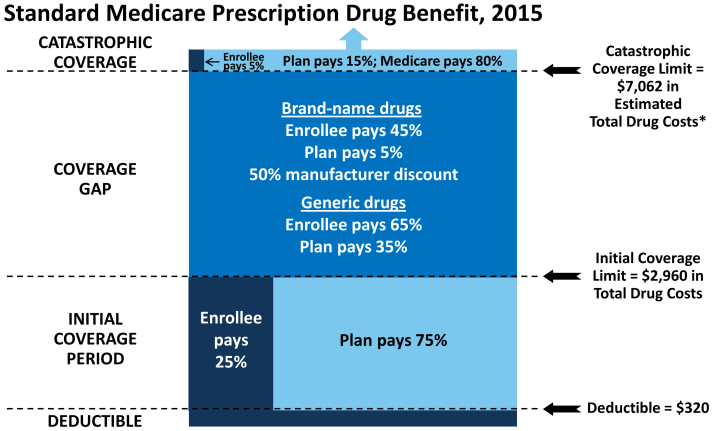 Standard Medicare Prescription Drug Benefit, 2015
CATASTROPHIC
COVERAGE
Enrollee
pays 5%
Plan pays 15%; Medicare pays 80%
Catastrophic
Coverage Limit =
$7,062 in
Estimated
Total Drug Costs*
COVERAGE
GAP
Brand-name drugs
Enrollee pays 45%
Plan pays 5%
50% manufacturer discount
Generic drugs
Enrollee pays 65%
Plan pays 35%
Initial Coverage
Limit = $2,960 in
Total Drug Costs
INITIAL
COVERAGE
PERIOD
Enrollee
pays
25%
Plan pays 75%
DEDUCTIBLE
Deductible = $320